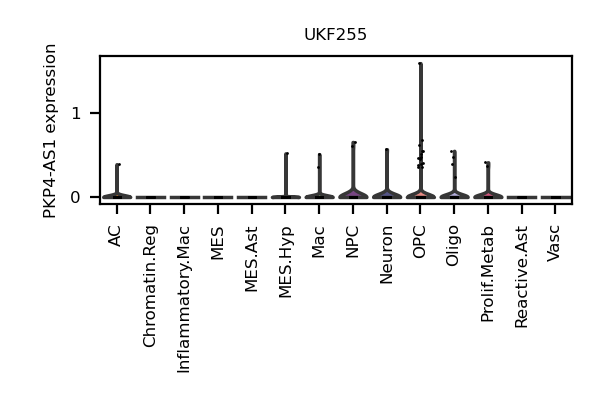 UKF255
PKP4-AS1 expression
1
0
AC
Chromatin.Reg
Inflammatory.Mac
MES
MES.Ast
MES.Hyp
Mac
NPC
Neuron
OPC
Oligo
Prolif.Metab
Reactive.Ast
Vasc